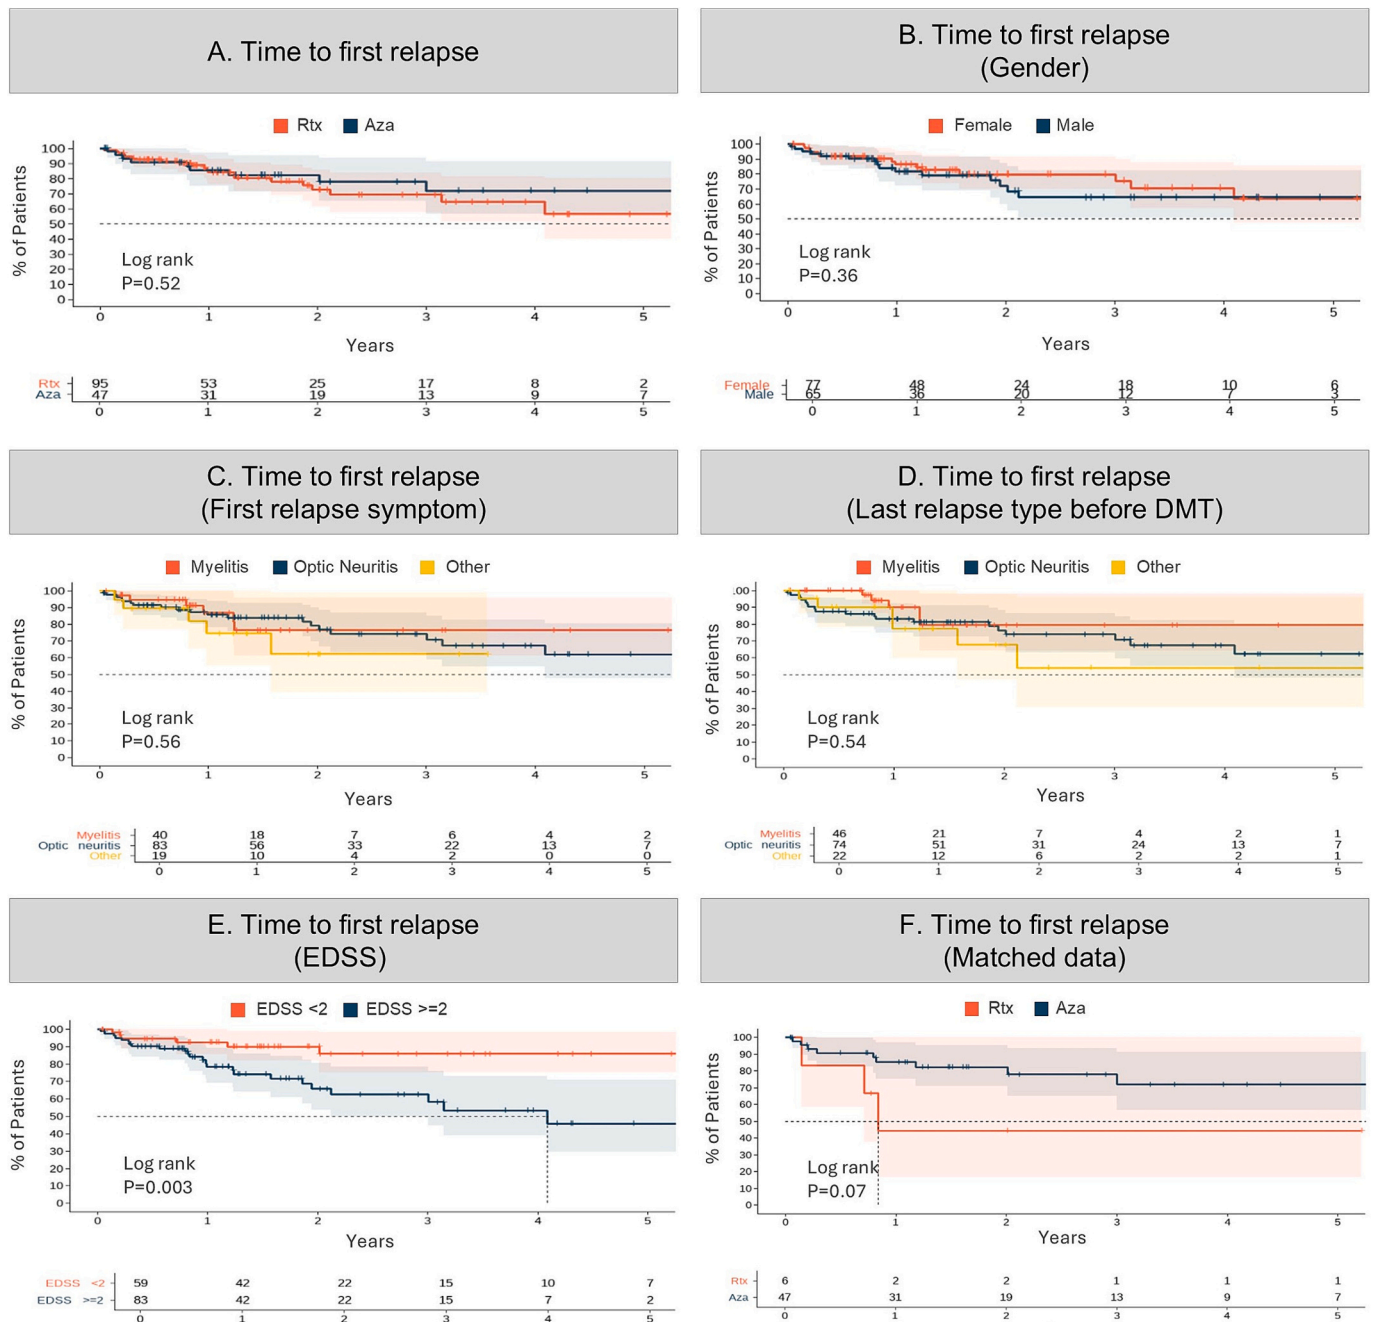 A. Time to first relapse
Rtx Aza
% of Patients
100
90
80
70
60
50
40
30
20
10
0
Log rank
P=0.52
0 1 2 3 4 5
Years
Rtx 95 53 25 17 8 2
Aza 47 31 19 13 9 7
0 1 2 3 4 5
B. Time to first relapse
(Gender)
Female Male
% of Patients
100
90
80
70
60
50
40
30
20
10
0
Log rank
P=0.36
0 1 2 3 4 5
Years
Female 77 48 24 18 10 6
Male 65 36 20 12 7 3
0 1 2 3 4 5
C. Time to first relapse
(First relapse symptom)
Myelitis Optic Neuritis Other
% of Patients
100
90
80
70
60
50
40
30
20
10
0
Log rank
P=0.56
0 1 2 3 4 5
Years
Myelitis 40 18 7 6 4 2
Optic neuritis 83 56 33 22 13 7
Other 19 10 4 2 0 0
0 1 2 3 4 5
D. Time to first relapse
(Last relapse type before DMT)
Myelitis Optic Neuritis Other
% of Patients
.00
90
80
70
60
50
40
30
20
10
0
Log rank
P=0.54
0 1 2 3 4 5
Years
Myelitis 46 21 7 4 2 1
Optic neuritis 74 51 31 24 13 7
Other 22 12 6 2 2 1
0 1 2 3 4 5
E. Time to first relapse
(EDSS)
EDSS <2 EDSS >=2
% of Patients
100
90
80
70
60
50
40
30
20
10
0
Log rank
P=0.003
0 1 2 3 4 5
Years
EDSS <2 59 42 22 15 10 7
EDSS >=2 83 42 22 15 7 2
0 1 2 3 4 5
F. Time to first relapse
(Matched data)
Rtx Aza
% of Patients
100
90
80
70
60
50
40
30
20
10
0
Log rank
P=0.07
0 1 2 3 4 5
Years
Rtx 6 2 2 1 1 1
Aza 47 31 19 13 9 7
0 1 2 3 4 5